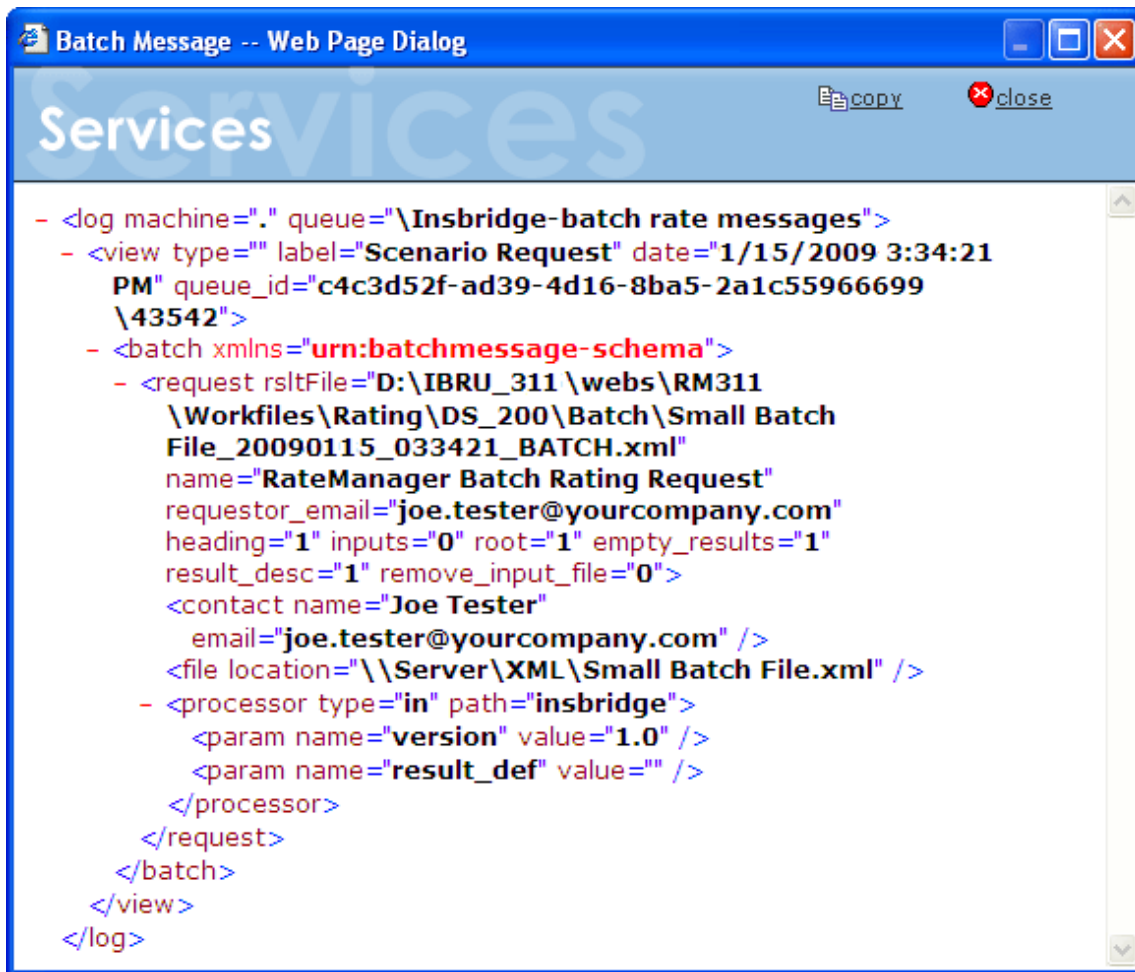 Batch Message -- Web Page Dialog
Services
Services
copy
close
- <log machine="." queue="\Insbridge-batch rate messages">
- <view type="" label="Scenario Request" date="1/15/2009 3:34:21
PM" queue_id="c4c3d52f-ad39-4d16-8ba5-2a1c55966699
\43542">
- <batch xmlns="urn:batchmessage-schema">
- <request rsltFile="D:\IBRU_311\webs\RM311
\Workfiles\Rating\DS_200\Batch\Small Batch
File_20090115_033421_BATCH.xml"
name="RateManager Batch Rating Request"
requestor_email="joe.tester@yourcompany.com"
heading="1" inputs="0" root="1" empty_results="1"
result_desc="1" remove_input_file="0">
<contact name="Joe Tester"
email="joe.tester@yourcompany.com" />
<file location="\\Server\XML\Small Batch File.xml" />
- <processor type="in" path="insbridge">
<param name="version" value="1.0" />
<param name="result_def" value="" />
</processor>
</request>
</batch>
</view>
</log>